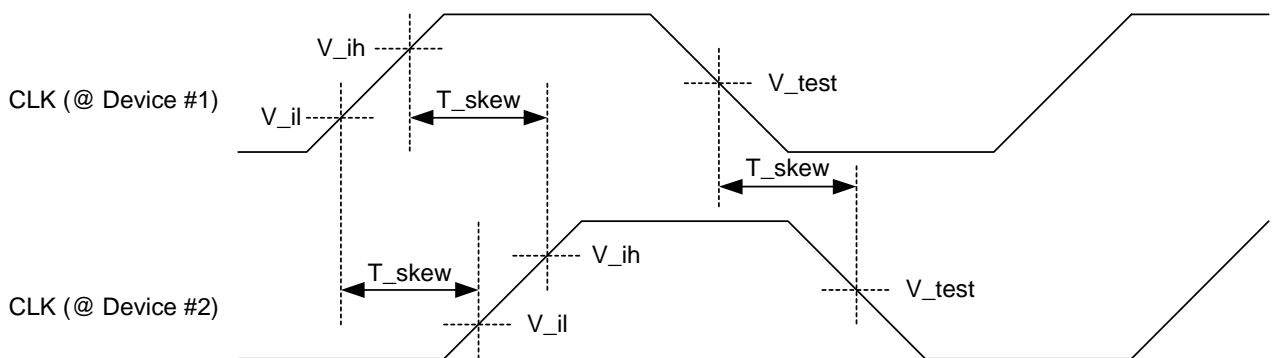 V_ih
V_test
CLK (@ Device #1)
T_skew
V_il
T_skew
V_ih
T_skew
V_test
CLK (@ Device #2)
V_il